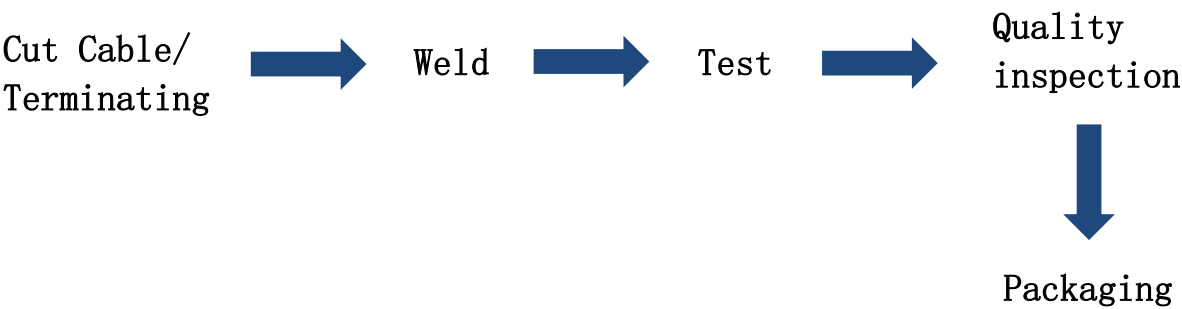 Cut Cable/
Terminating
Weld
Test
Quality
inspection
Packaging